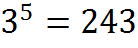 3⁵ = 243